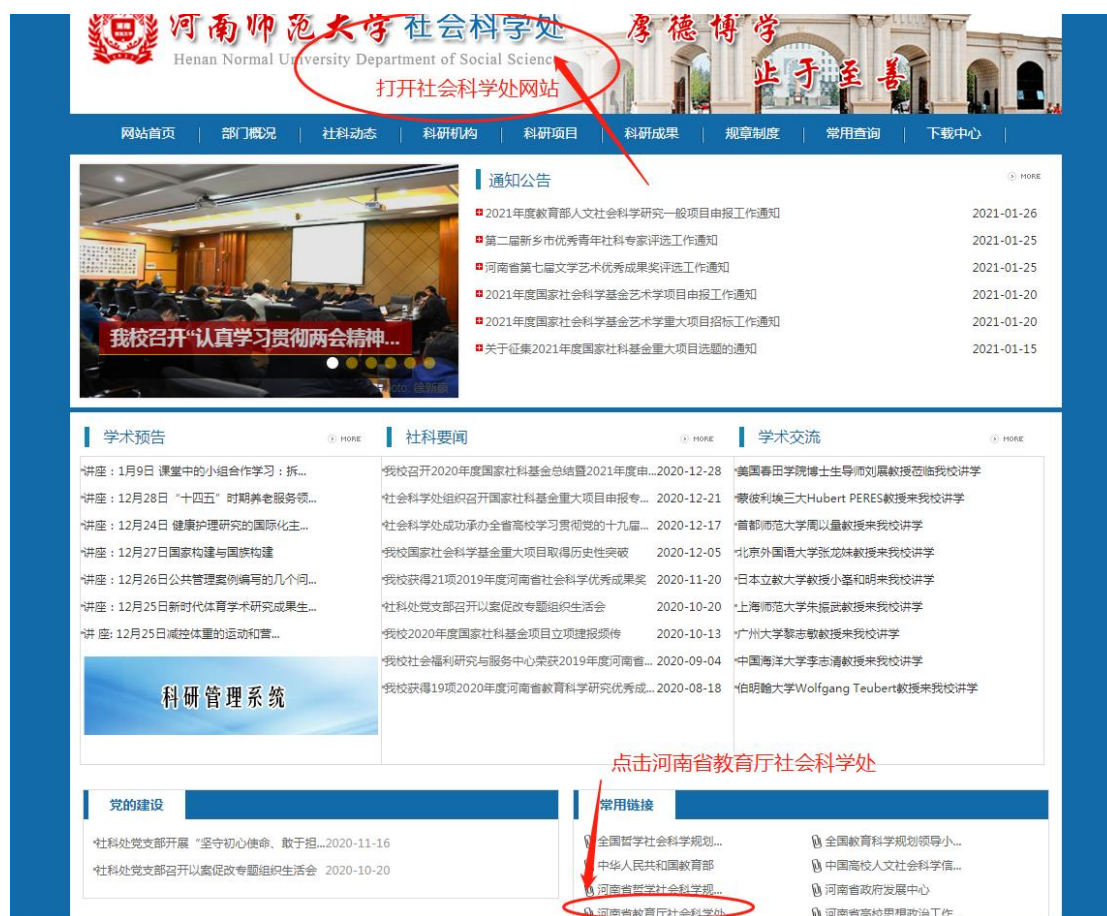 河南师范大学 社会科学处
厚德博学
Henan Normal University Department of Social Science
止于至善
打开社会科学处网站
网站首页 | 部门概况 | 社科动态 | 科研机构 | 科研项目 | 科研成果 | 规章制度 | 常用查询 | 下载中心 |
通知公告 MORE
2021年度教育部人文社会科学研究一般项目申报工作通知 2021-01-26
第二届新乡市优秀青年社科专家评选工作通知 2021-01-25
河南省第七届文学艺术优秀成果奖评选工作通知 2021-01-25
2021年度国家社会科学基金艺术学项目申报工作通知 2021-01-20
2021年度国家社会科学基金艺术学重大项目招标工作通知 2021-01-20
关于征集2021年度国家社科基金重大项目选题的通知 2021-01-15
我校召开“认真学习贯彻两会精神...
学术预告 MORE
讲座：1月9日 课堂中的小组合作学习：拆...
讲座：12月28日 “十四五”时期养老服务领...
讲座：12月24日 健康护理研究的国际化主...
讲座：12月27日国家构建与国族构建
讲座：12月26日公共管理案例编写的几个问...
讲座：12月25日新时代体育学术研究成果生...
讲 座: 12月25日减控体重的运动和营...
科研管理系统
社科要闻 MORE
我校召开2020年度国家社科基金总结暨2021年度申...2020-12-28
社会科学处组织召开国家社科基金重大项目申报专... 2020-12-21
社会科学处成功承办全省高校学习贯彻党的十九届... 2020-12-17
我校国家社会科学基金重大项目取得历史性突破 2020-12-05
我校获得21项2019年度河南省社会科学优秀成果奖 2020-11-20
社科处党支部召开以案促改专题组织生活会 2020-10-20
我校2020年度国家社科基金项目立项捷报频传 2020-10-13
我校社会福利研究与服务中心荣获2019年度河南省... 2020-09-04
我校获得19项2020年度河南省教育科学研究优秀成... 2020-08-18
学术交流 MORE
美国春田学院博士生导师刘展教授莅临我校讲学
蒙彼利埃三大Hubert PERES教授来我校讲学
首都师范大学周以量教授来我校讲学
北京外国语大学张龙妹教授来我校讲学
日本立教大学教授小峯和明来我校讲学
上海师范大学朱振武教授来我校讲学
广州大学黎志敏教授来我校讲学
中国海洋大学李志清教授来我校讲学
伯明翰大学Wolfgang Teubert教授来我校讲学
点击河南省教育厅社会科学处
党的建设
社科处党支部开展“坚守初心使命、敢于担...2020-11-16
社科处党支部召开以案促改专题组织生活会 2020-10-20
常用链接
全国哲学社会科学规划... 全国教育科学规划领导小...
中华人民共和国教育部 中国高校人文社会科学信...
河南省哲学社会科学规... 河南省政府发展中心
河南省教育厅社会科学处 河南省高校思想政治工作...